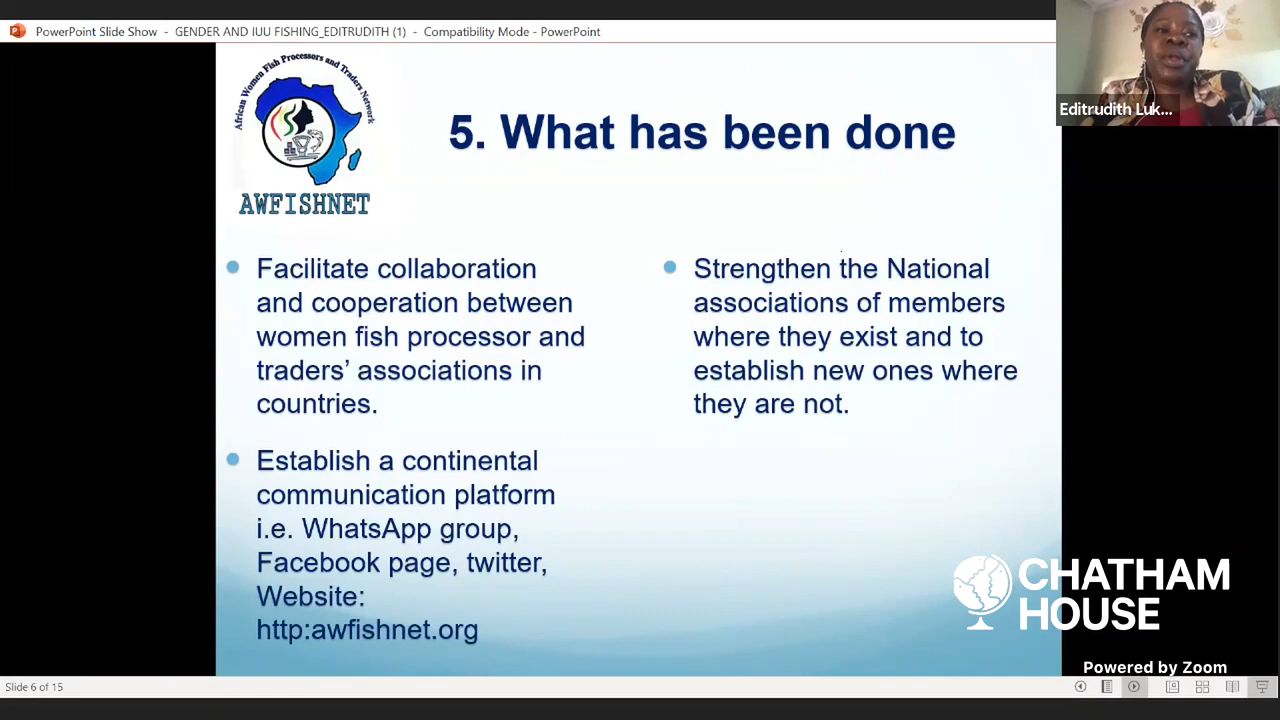 PowerPoint Slide Show - GENDER AND IUU FISHING_EDITRUDITH (1) - Compatibility Mode - PowerPoint
Editrudith Luk...
African Women Fish Processors and Traders Network
AWFISHNET
5. What has been done
Facilitate collaboration
and cooperation between
women fish processor and
traders’ associations in
countries.
Establish a continental
communication platform
i.e. WhatsApp group,
Facebook page, twitter,
Website:
http:awfishnet.org
Strengthen the National
associations of members
where they exist and to
establish new ones where
they are not.
CHATHAM
HOUSE
Powered by Zoom
Slide 6 of 15